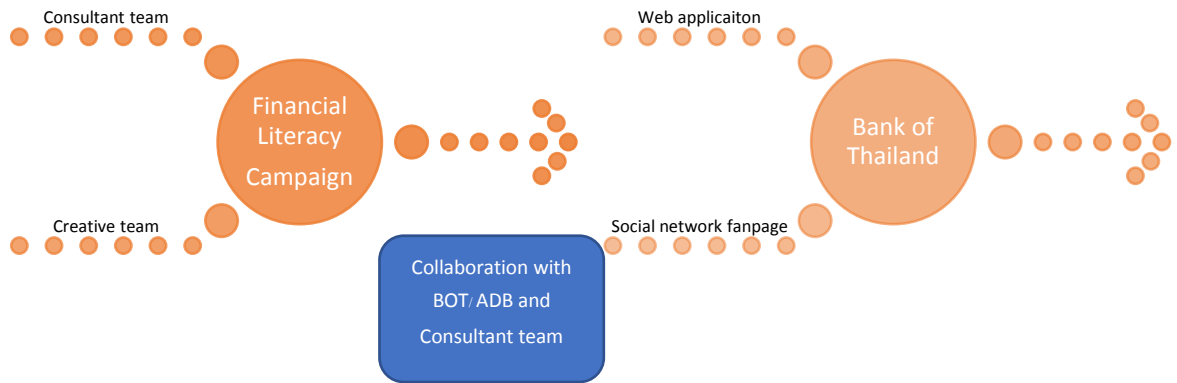 Consultant team
Web applicaiton
Financial
Literacy
Campaign
Bank of
Thailand
Creative team
Social network fanpage
Collaboration with
BOT/ ADB and
Consultant team